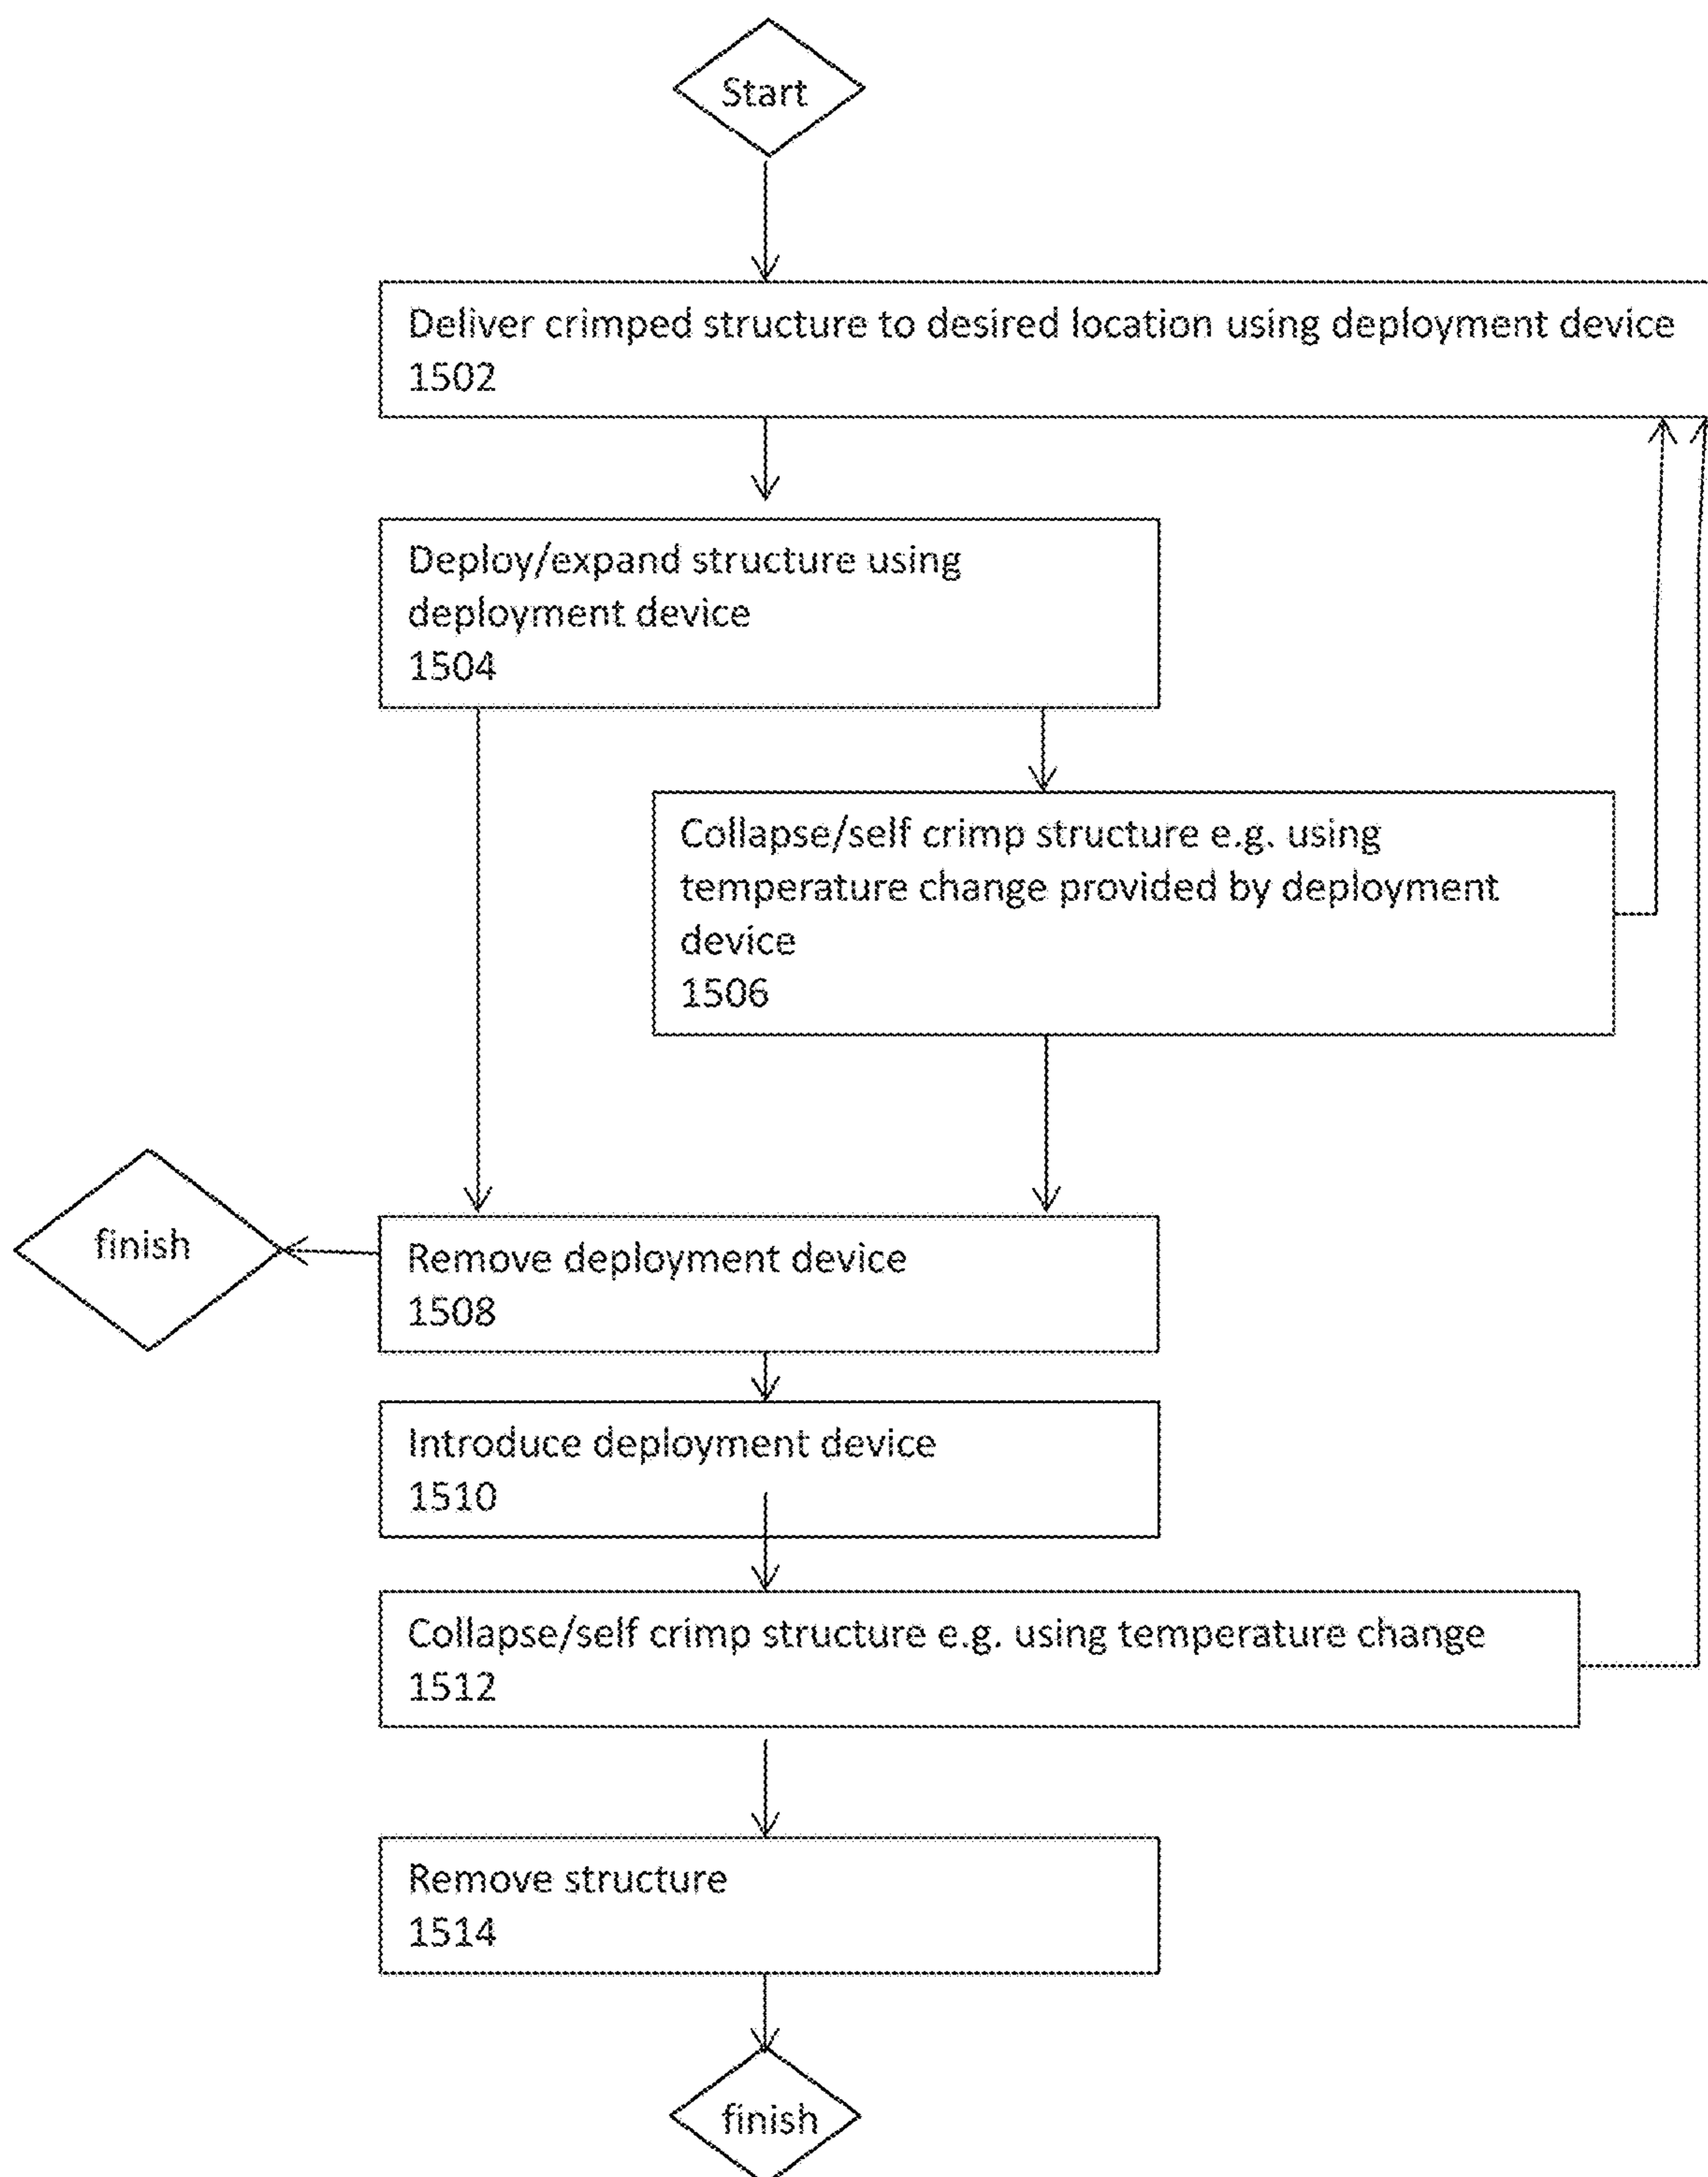 Start
Deliver crimped structure to desired location using deployment device
1502
Deploy/expand structure using
deployment device
1504
Collapse/self crimp structure e.g. using
temperature change provided by deployment
device
1506
finish
Remove deployment device
1508
Introduce deployment device
1510
Collapse/self crimp structure e.g. using temperature change
1512
Remove structure
1514
finish